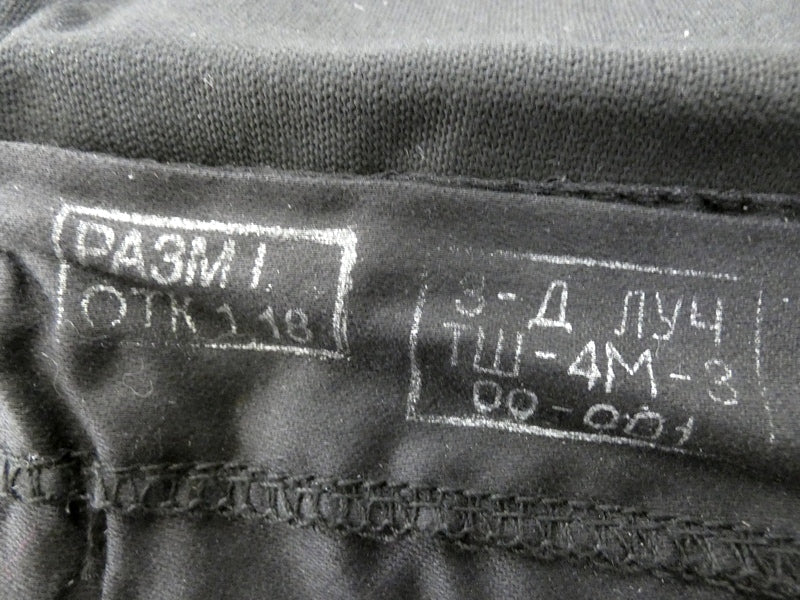 РАЗМ I
ОТК 118
З-Д ЛУЧ
ТШ-4М-3
00-001